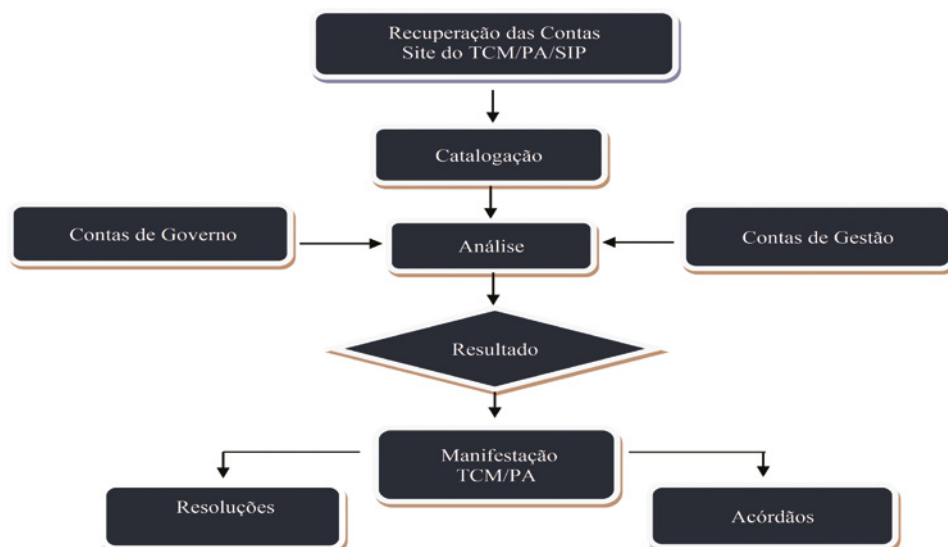 Recuperação das Contas
Site do TCM/PA/SIP
Catalogação
Contas de Governo
Análise
Contas de Gestão
Resultado
Manifestação
TCM/PA
Resoluções
Acórdãos